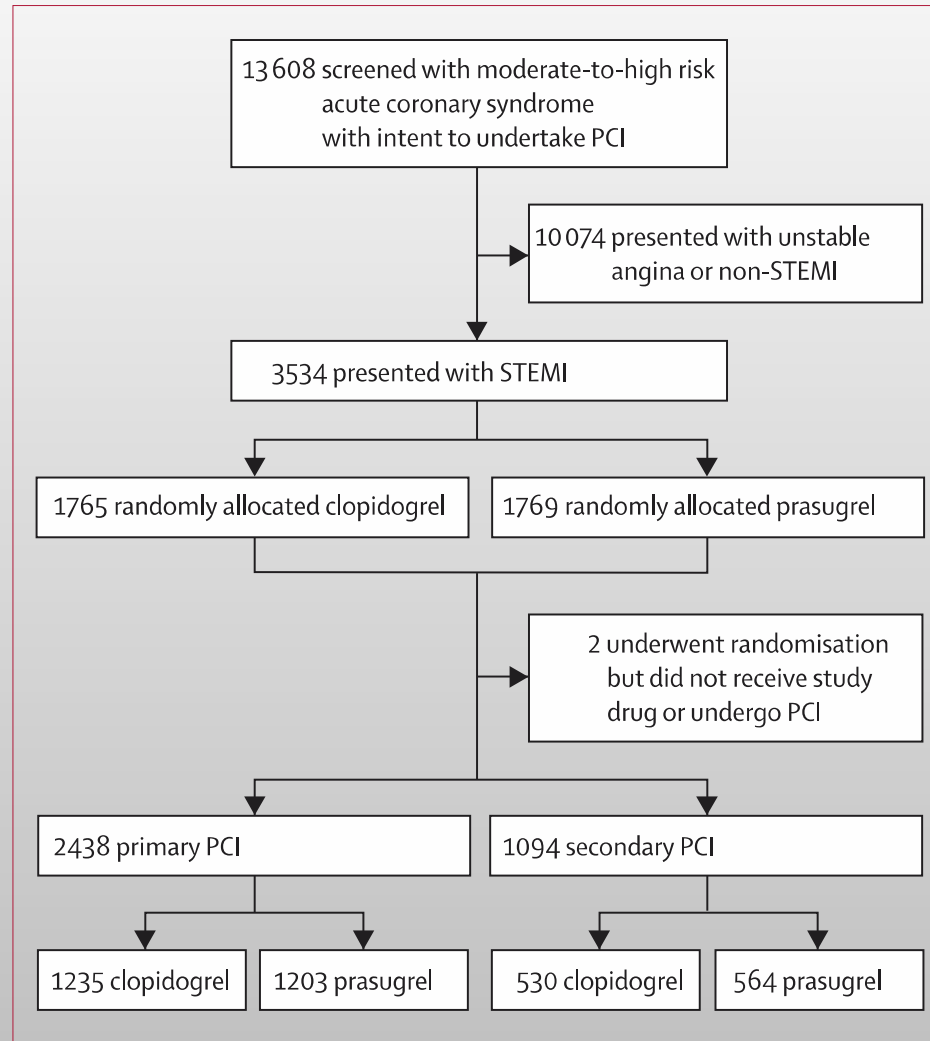 13 608 screened with moderate-to-high risk
acute coronary syndrome
with intent to undertake PCI
10 074 presented with unstable
angina or non-STEMI
3534 presented with STEMI
1765 randomly allocated clopidogrel
1769 randomly allocated prasugrel
2 underwent randomisation
but did not receive study
drug or undergo PCI
2438 primary PCI
1094 secondary PCI
1235 clopidogrel
1203 prasugrel
530 clopidogrel
564 prasugrel